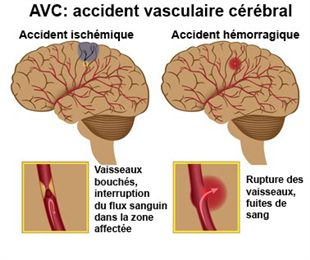 AVC: accident vasculaire cérébral
Accident ischémique
Accident hémorragique
Vaisseaux
bouchés,
interruption
du flux sanguin
dans la zone
affectée
Rupture des
vaisseaux,
fuites de
sang